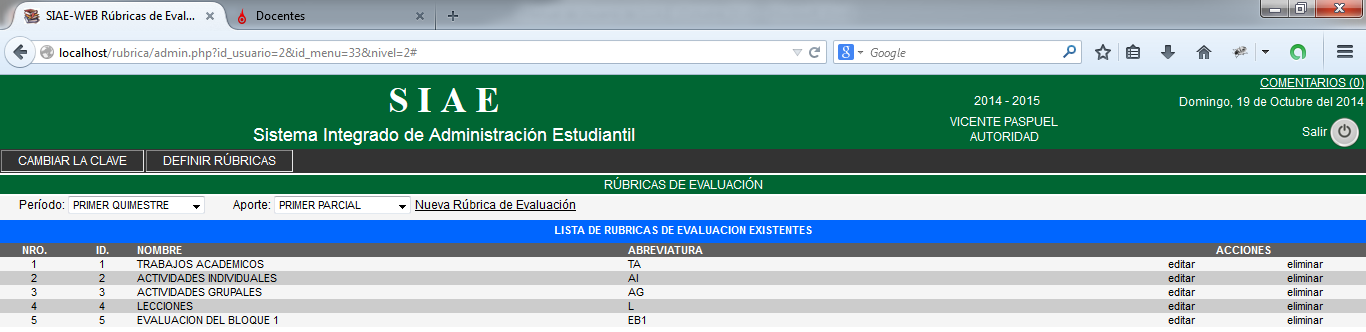 SIAE-WEB Rúbricas de Eval...
Docentes
localhost/rubrica/admin.php?id_usuario=2&id_menu=33&nivel=2#
Google
COMENTARIOS (0)
S I A E
2014 - 2015
Domingo, 19 de Octubre del 2014
Sistema Integrado de Administración Estudiantil
VICENTE PASPUEL
AUTORIDAD
Salir
CAMBIAR LA CLAVE DEFINIR RÚBRICAS
RÚBRICAS DE EVALUACIÓN
Período: PRIMER QUIMESTRE Aporte: PRIMER PARCIAL Nueva Rúbrica de Evaluación
LISTA DE RUBRICAS DE EVALUACION EXISTENTES
NRO. ID. NOMBRE ABREVIATURA ACCIONES
1 1 TRABAJOS ACADEMICOS TA editar eliminar
2 2 ACTIVIDADES INDIVIDUALES AI editar eliminar
3 3 ACTIVIDADES GRUPALES AG editar eliminar
4 4 LECCIONES L editar eliminar
5 5 EVALUACION DEL BLOQUE 1 EB1 editar eliminar